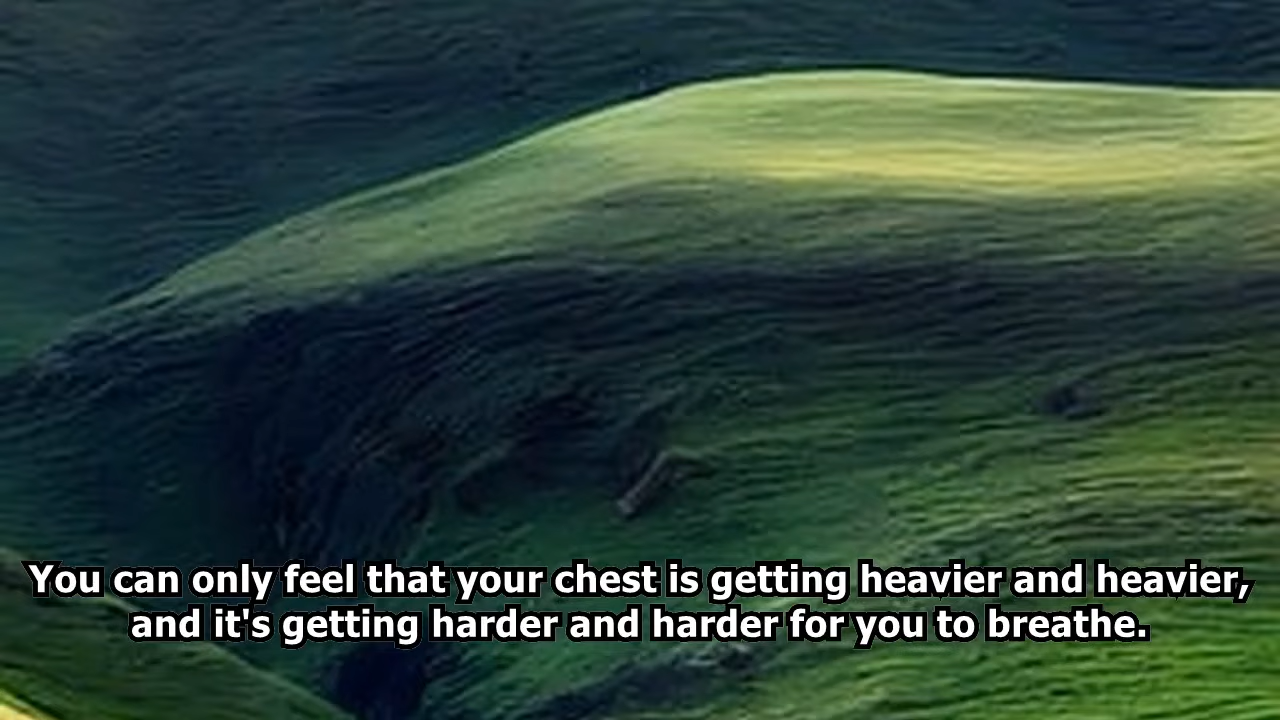 You can only feel that your chest is getting heavier and heavier,
and it's getting harder and harder for you to breathe.